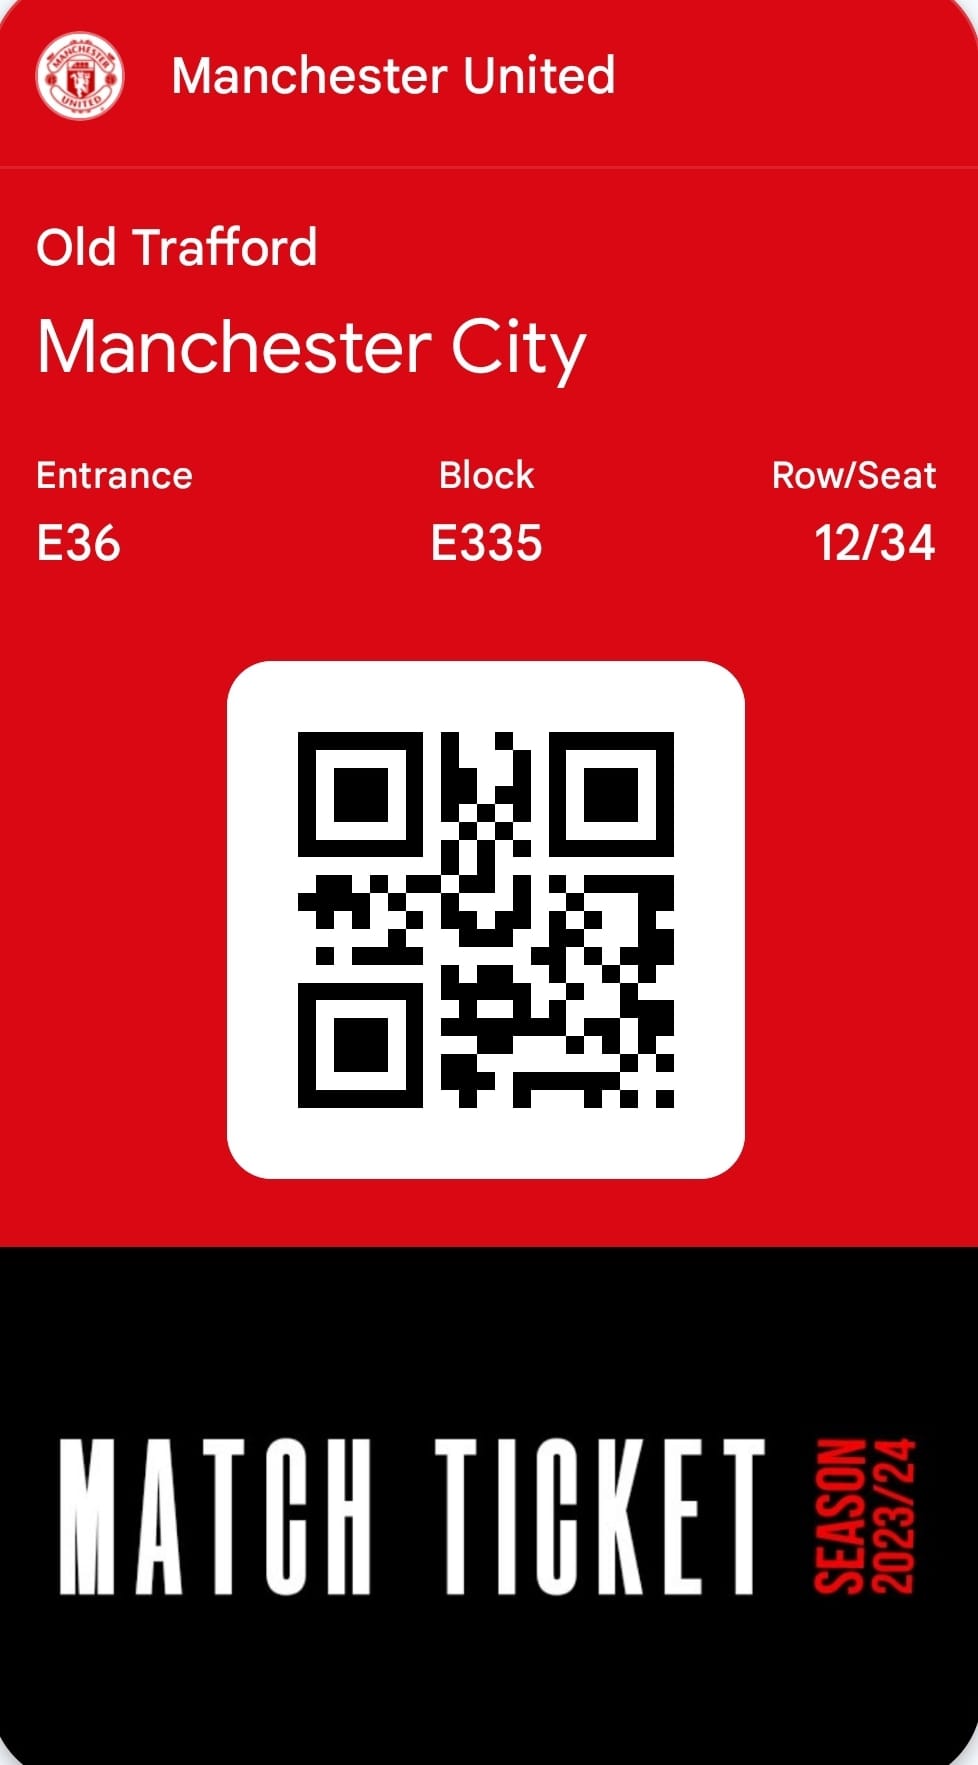 MANCHESTER
UNITED
Manchester United
Old Trafford
Manchester City
Entrance Block Row/Seat
E36 E335 12/34
MATCH TICKET
SEASON
2023/24